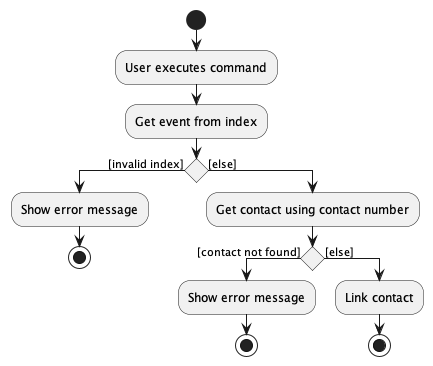 User executes command
Get event from index
[invalid index]
[else]
Show error message
Get contact using contact number
[contact not found]
[else]
Show error message
Link contact